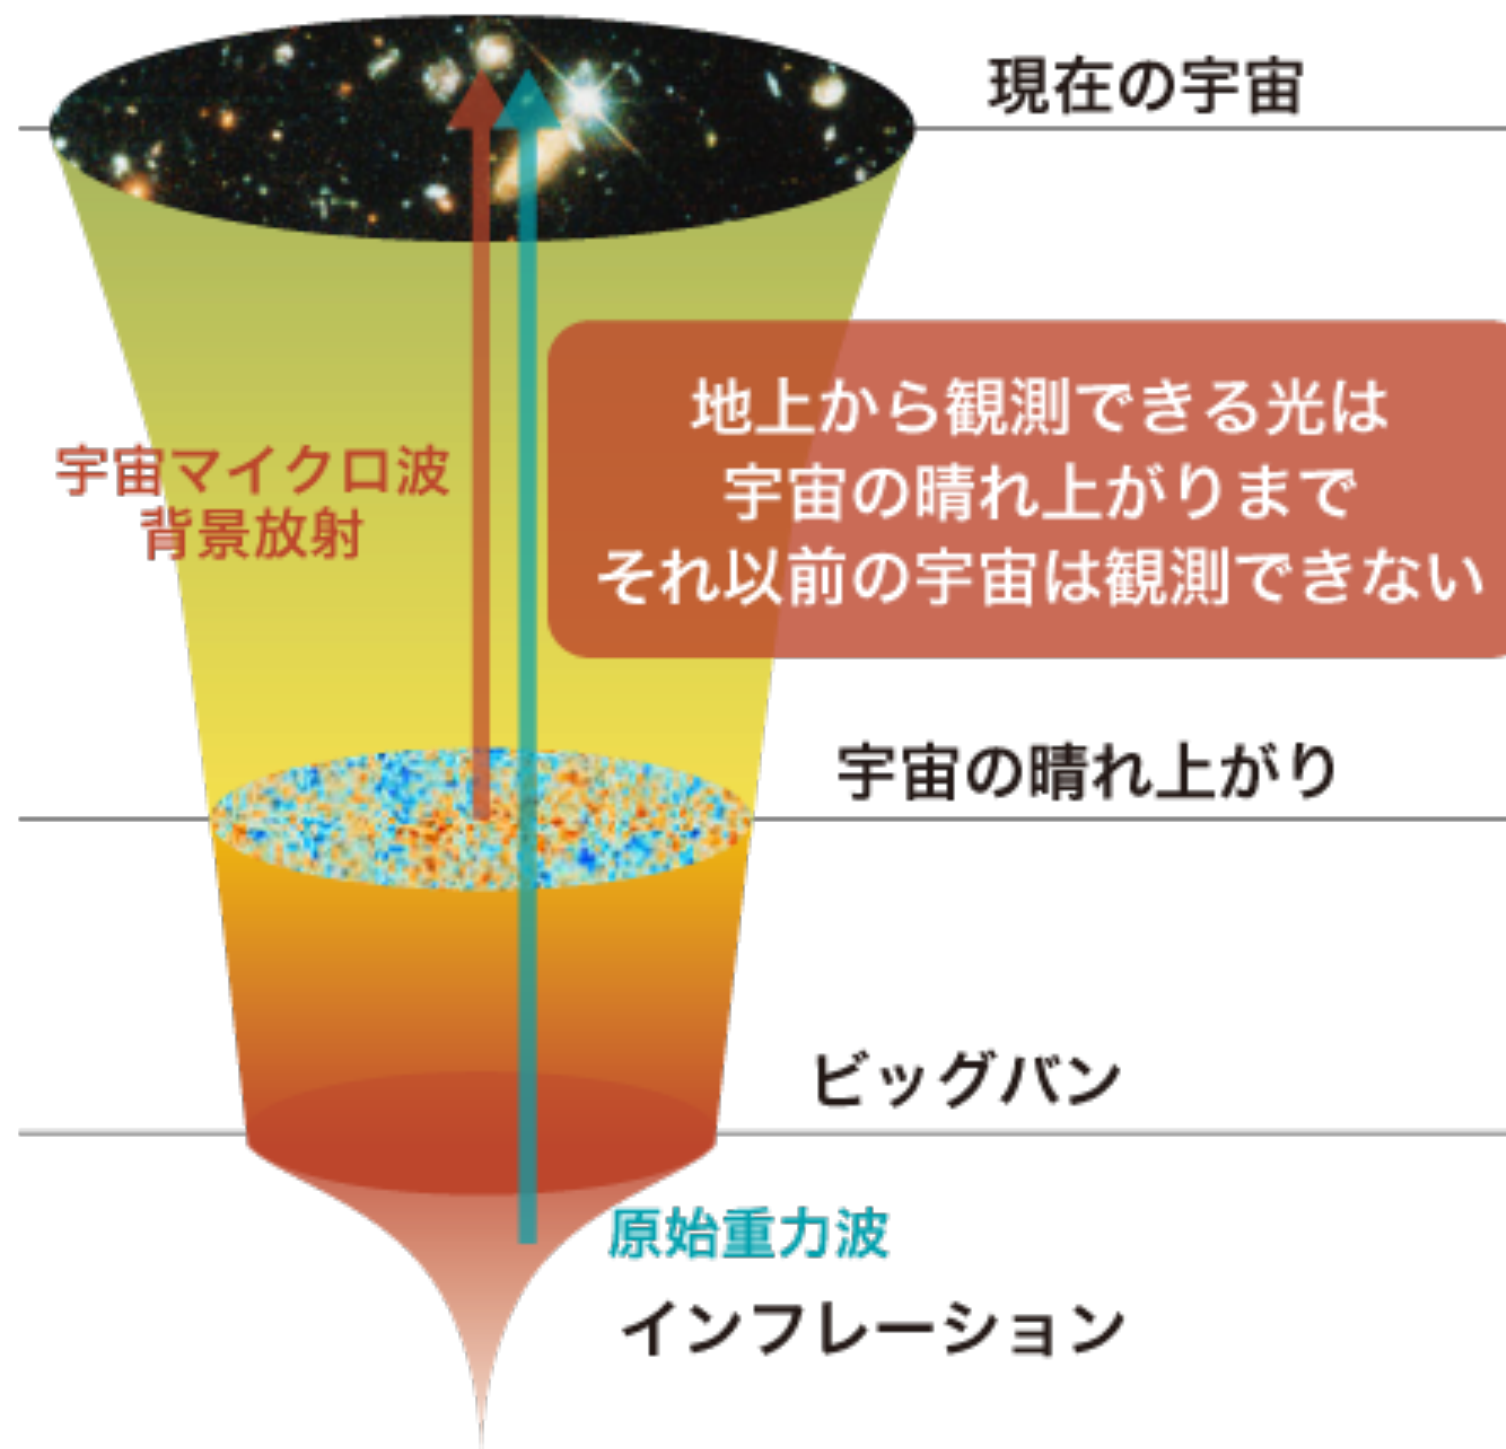 現在の宇宙
地上から観測できる光は
宇宙の晴れ上がりまで
それ以前の宇宙は観測できない
宇宙マイクロ波
背景放射
宇宙の晴れ上がり
ビッグバン
原始重力波
インフレーション